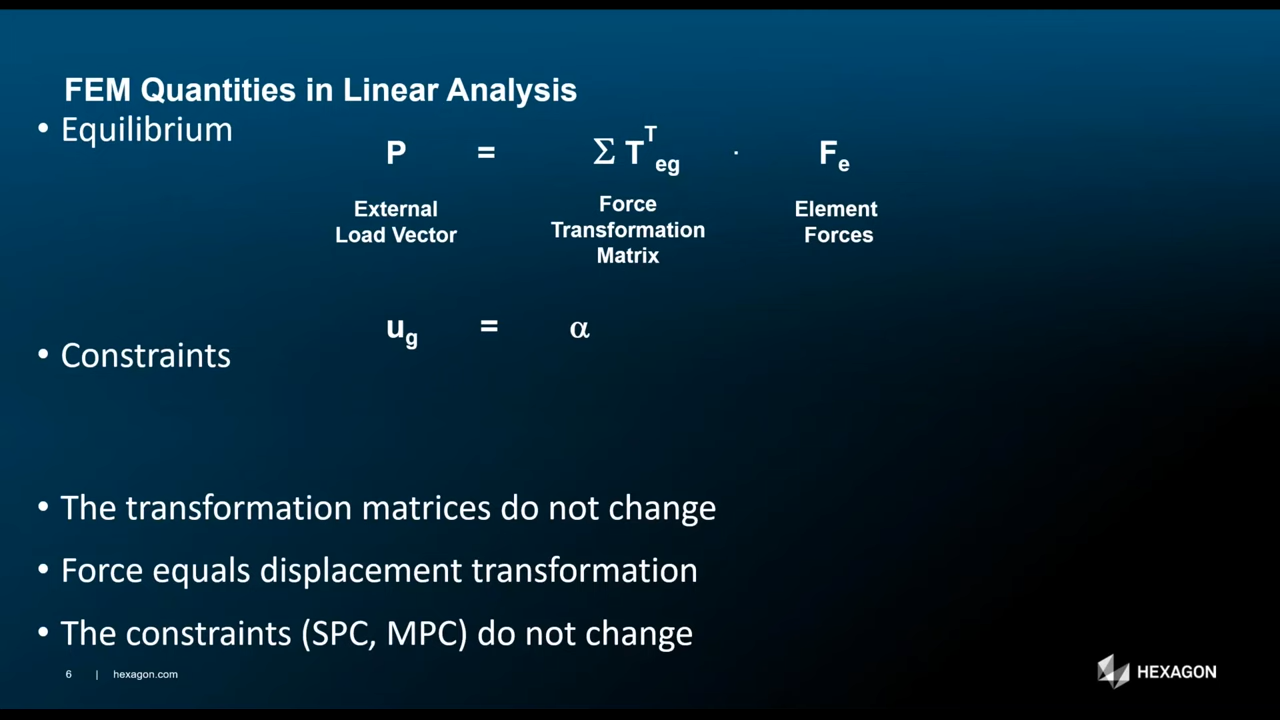 FEM Quantities in Linear Analysis
• Equilibrium
P = Σ T^T_eg · F_e
External Load Vector
Force Transformation Matrix
Element Forces
u_g = α
• Constraints
• The transformation matrices do not change
• Force equals displacement transformation
• The constraints (SPC, MPC) do not change
6 | hexagon.com
HEXAGON